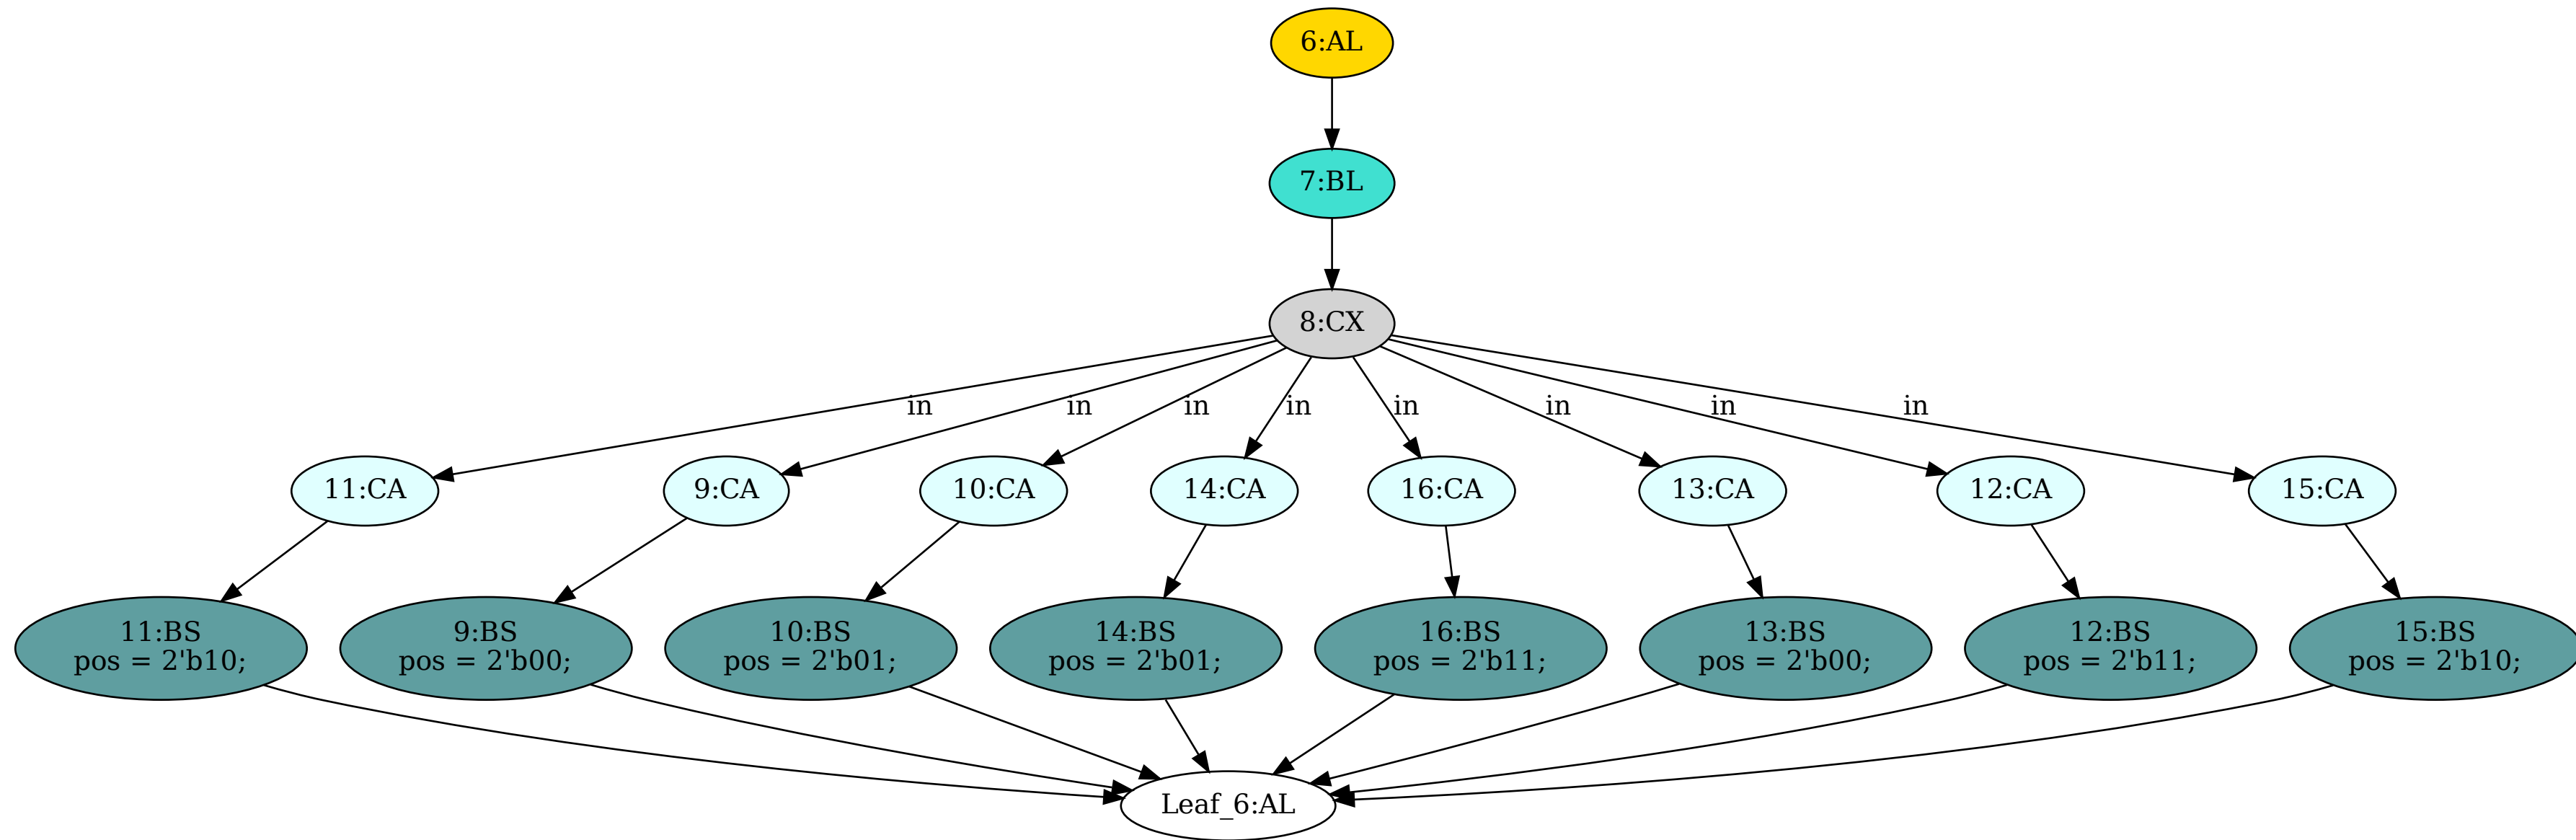 6:AL
7:BL
8:CX
in in in in in in in in
11:CA 9:CA 10:CA 14:CA 16:CA 13:CA 12:CA 15:CA
11:BS
pos = 2'b10;
9:BS
pos = 2'b00;
10:BS
pos = 2'b01;
14:BS
pos = 2'b01;
16:BS
pos = 2'b11;
13:BS
pos = 2'b00;
12:BS
pos = 2'b11;
15:BS
pos = 2'b10;
Leaf_6:AL